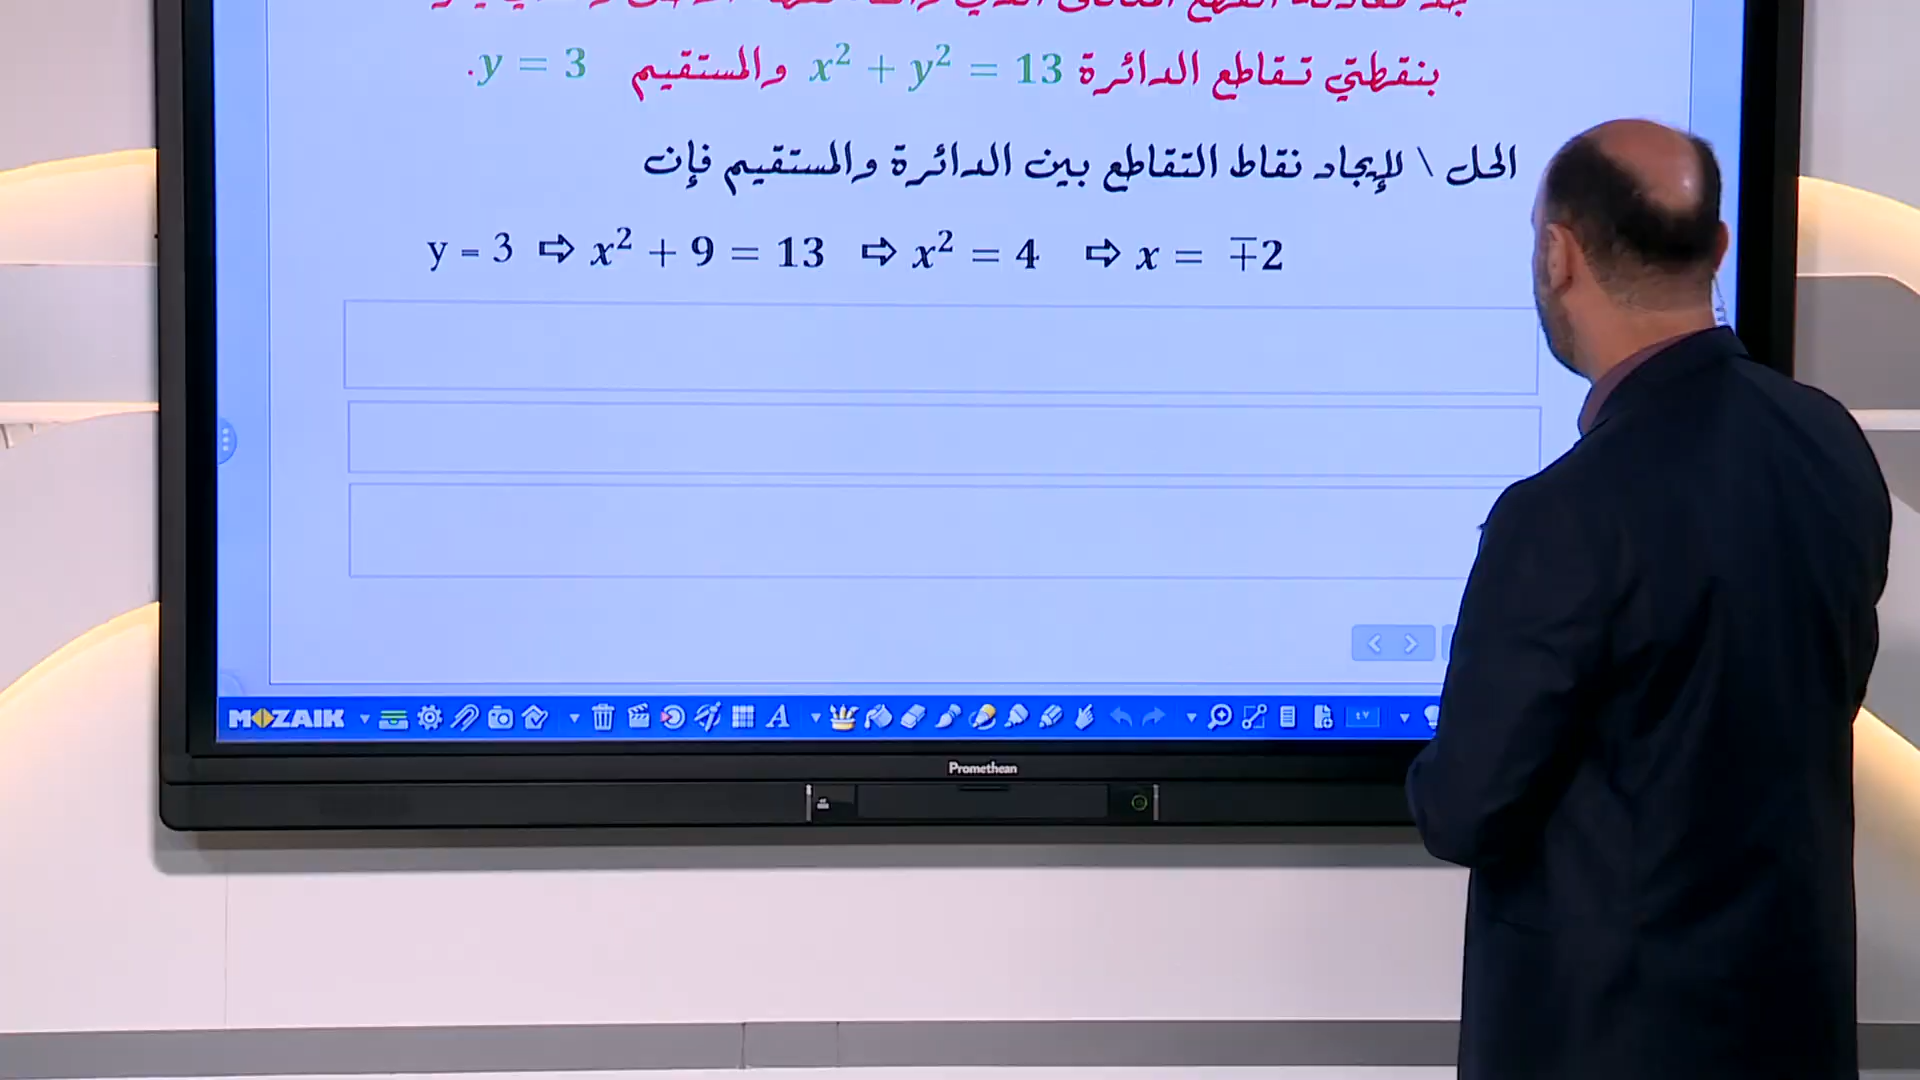 بنقطتي تقاطع الدائرة x² + y² = 13 والمستقيم y = 3.
الحل \ لإيجاد نقاط التقاطع بين الدائرة والمستقيم فإن
y = 3 ⇨ x² + 9 = 13 ⇨ x² = 4 ⇨ x = ∓2
MOZAIK
A
Promethean